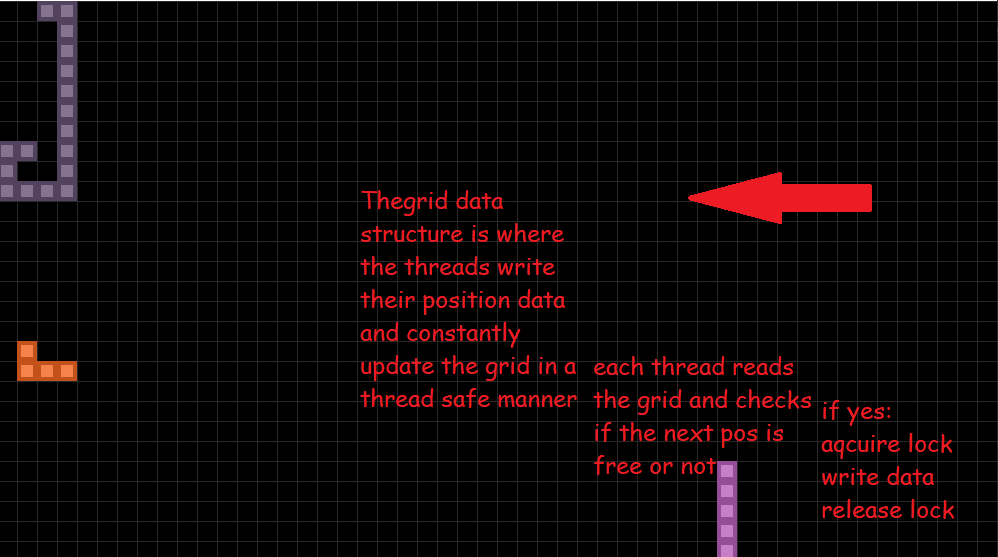 Thegrid data
structure is where
the threads write
their position data
and constantly
update the grid in a
thread safe manner
each thread reads
the grid and checks
if the next pos is
free or not
if yes:
aqcuire lock
write data
release lock